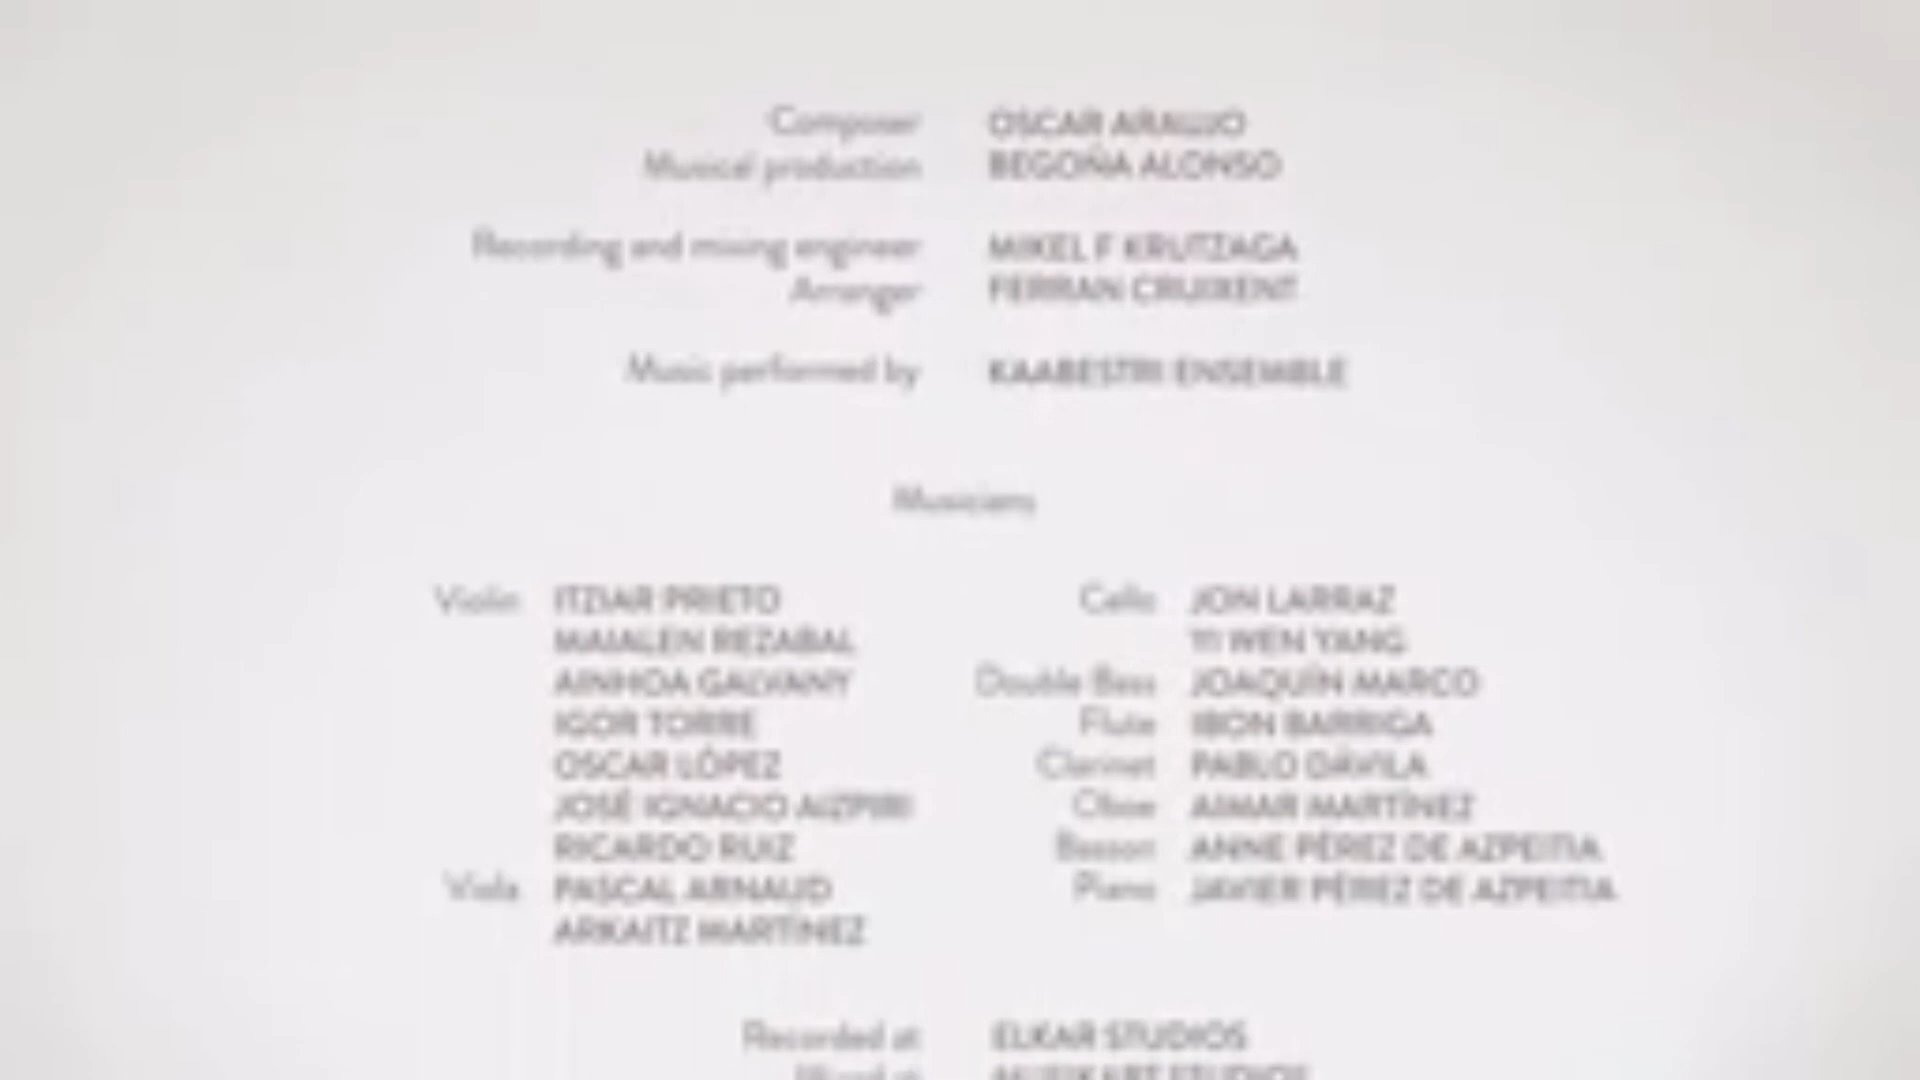 Composer OSCAR ARAUJO
Musical production BEGOÑA ALONSO
Recording and mixing engineer MIKEL F KRUTZAGA
Arranger FERRAN CRUIXENT
Music performed by KAABESTRI ENSEMBLE
Musicians
Violin ITZIAR PRIETO
MAIALEN REZABAL
AINHOA GALVANY
IGOR TORRE
OSCAR LÓPEZ
JOSÉ IGNACIO AIZPIRI
RICARDO RUIZ
Viola PASCAL ARNAUD
ARKAITZ MARTÍNEZ
Cello JON LARRAZ
YI WEN YANG
Double Bass JOAQUÍN MARCO
Flute IBON BARRIGA
Clarinet PABLO DÁVILA
Oboe AIMAR MARTÍNEZ
Basson ANNE PÉREZ DE AZPEITIA
Piano JAVIER PÉREZ DE AZPEITIA
Recorded at ELKAR STUDIOS
Mixed at MUSIKART STUDIOS